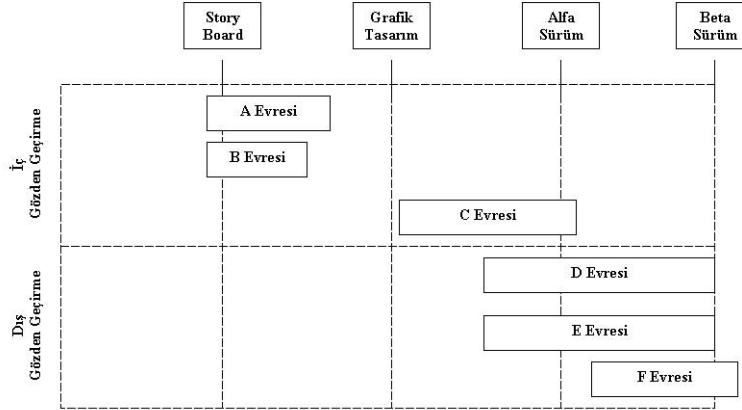 Story
Board
Grafik
Tasarım
Alfa
Sürüm
Beta
Sürüm
İç
Gözden Geçirme
A Evresi
B Evresi
C Evresi
Dış
Gözden Geçirme
D Evresi
E Evresi
F Evresi